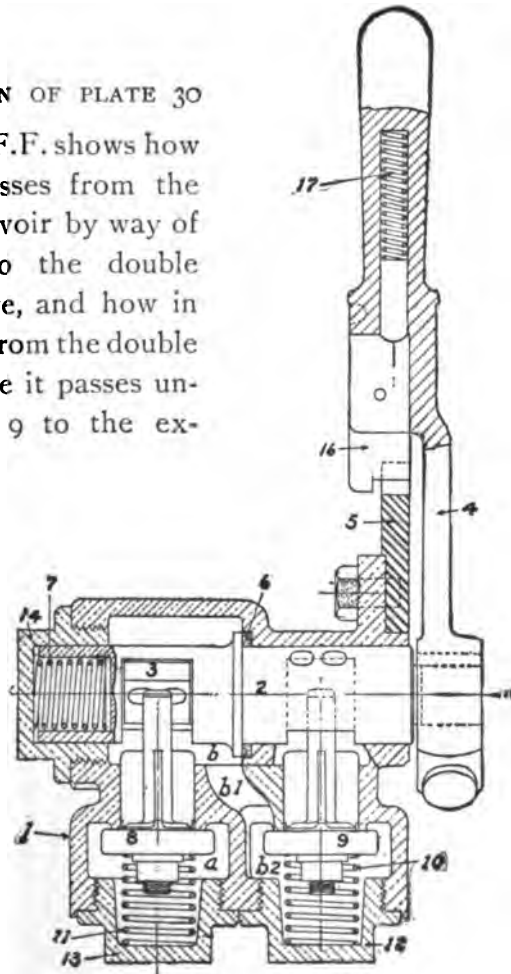 N OF PLATE 30
F.F. shows how
sses from the
voir by way of
o the double
e, and how in
rom the double
e it passes un-
9 to the ex-
17
16
4
5
7
14
6
3
2
b
b1
1
8
a
9
b2
10
11
13
12